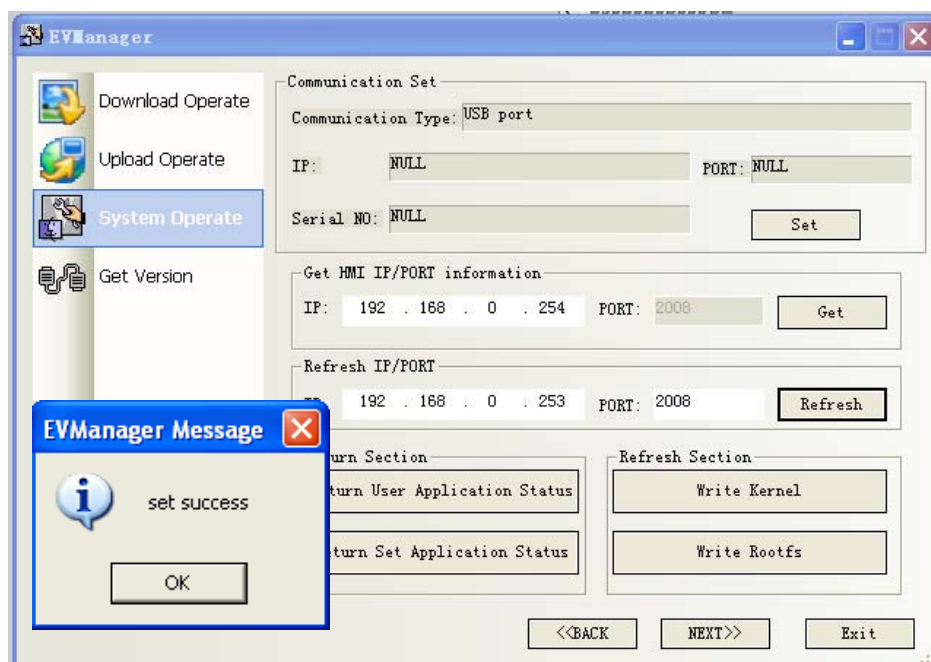 EVManager
Download Operate
Upload Operate
System Operate
Get Version
Communication Set
Communication Type: USB port
IP: NULL PORT: NULL
Serial NO: NULL Set
Get HMI IP/PORT information
IP: 192 . 168 . 0 . 254 PORT: 2008 Get
Refresh IP/PORT
192 . 168 . 0 . 253 PORT: 2008 Refresh
EVManager Message
set success
OK
urn Section
turn User Application Status
turn Set Application Status
Refresh Section
Write Kernel
Write Rootfs
<<BACK NEXT>> Exit